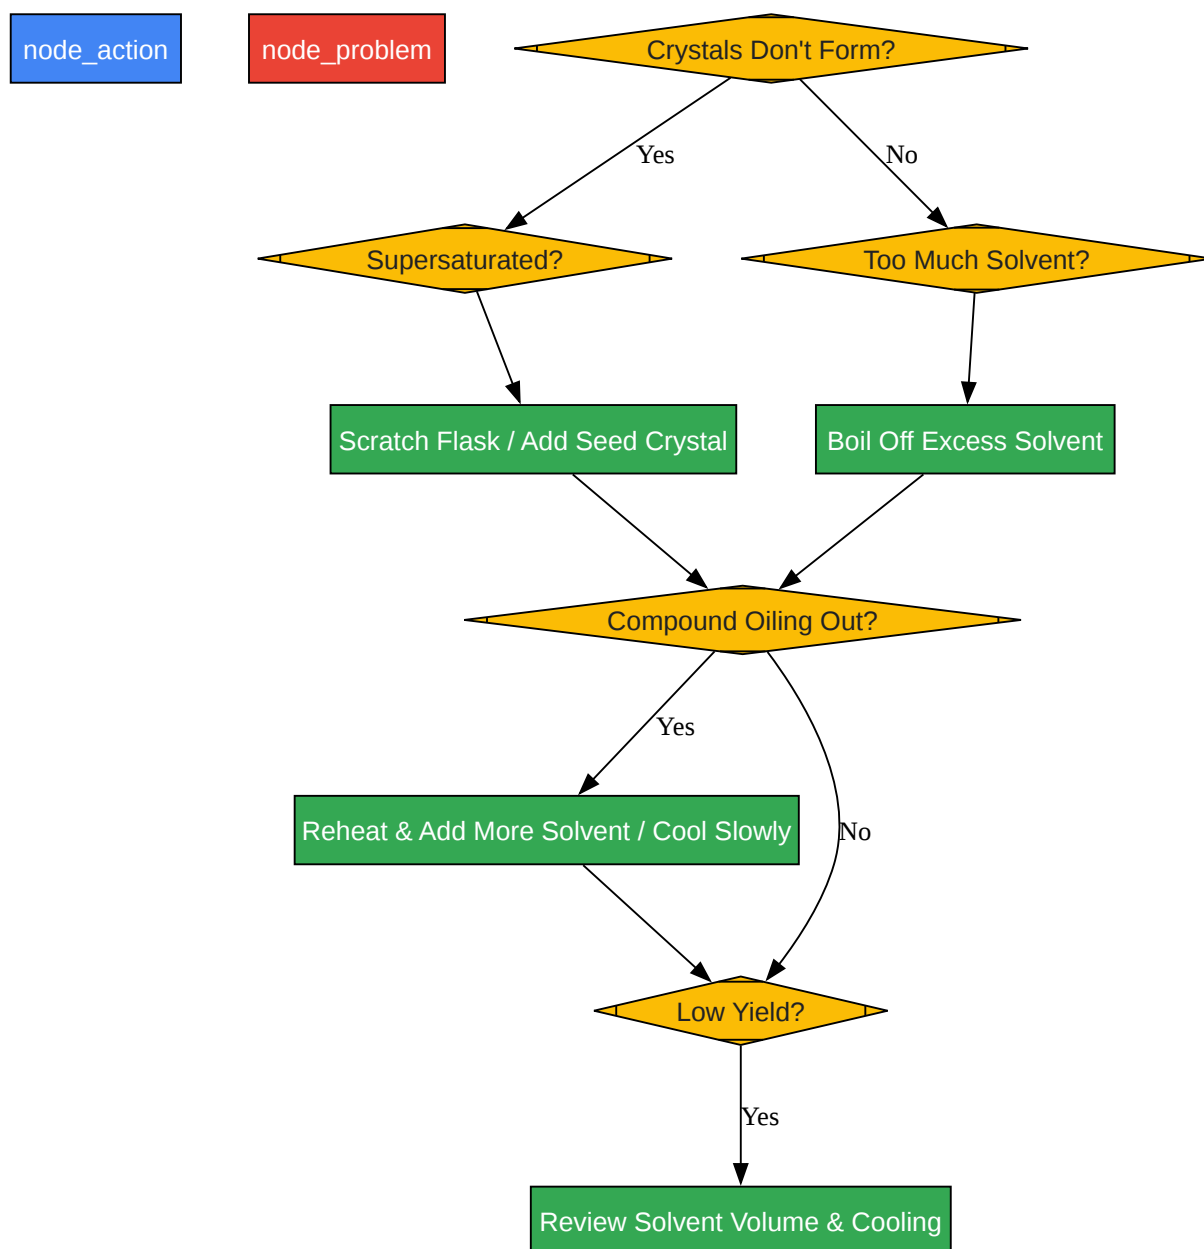 node_action
node_problem
Crystals Don't Form?
Yes
No
Supersaturated?
Too Much Solvent?
Scratch Flask / Add Seed Crystal
Boil Off Excess Solvent
Compound Oiling Out?
Yes
Reheat & Add More Solvent / Cool Slowly
No
Low Yield?
Yes
Review Solvent Volume & Cooling